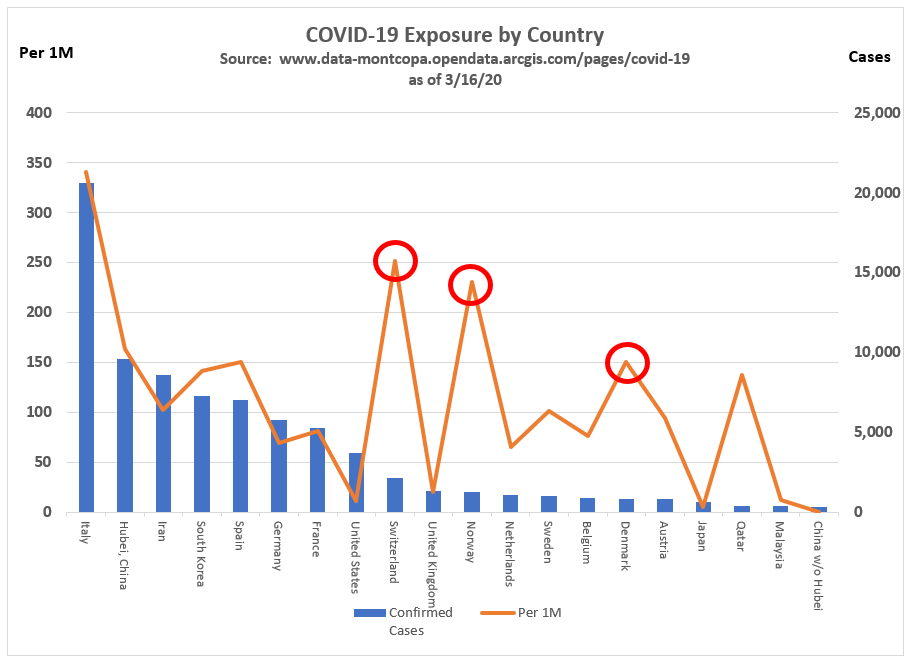 COVID-19 Exposure by Country
Source:  www.data-montcopa.opendata.arcgis.com/pages/covid-19
as of 3/16/20
Per 1M
Cases
400
350
300
250
200
150
100
50
0
25,000
20,000
15,000
10,000
5,000
0
Italy
Hubei, China
Iran
South Korea
Spain
Germany
France
United States
Switzerland
United Kingdom
Norway
Netherlands
Sweden
Belgium
Denmark
Austria
Japan
Qatar
Malaysia
China w/o Hubei
Confirmed
Cases
Per 1M